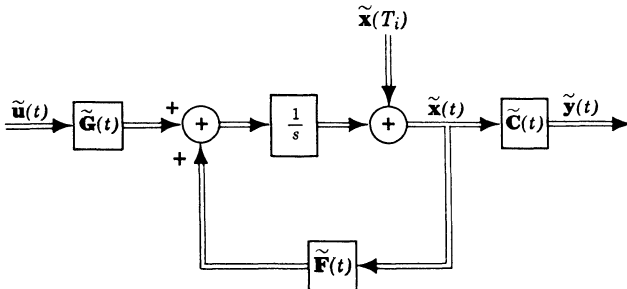 x̃(T_i)
ũ(t)
G̃(t)
+
+
+
1/s
+
x̃(t)
C̃(t)
ỹ(t)
F̃(t)